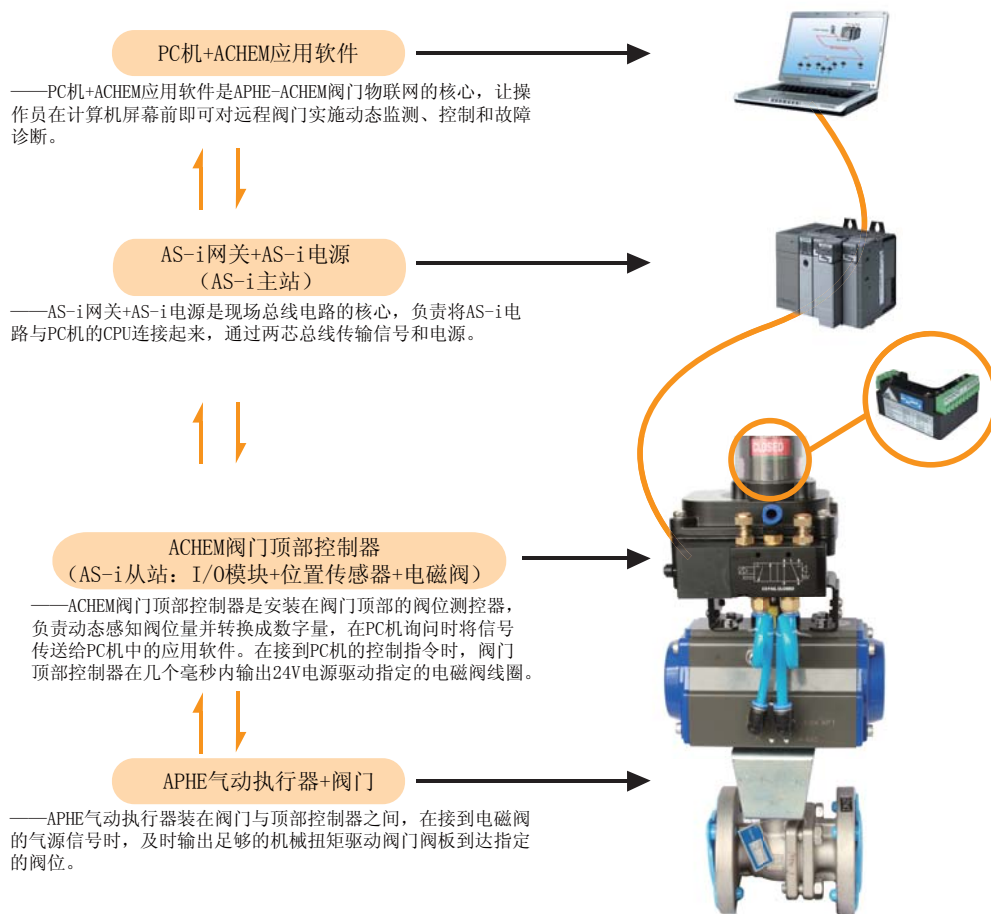 PC机+ACHEM应用软件
——PC机+ACHEM应用软件是APHE-ACHEM阀门物联网的核心，让操
作员在计算机屏幕前即可对远程阀门实施动态监测、控制和故障
诊断。
AS-i网关+AS-i电源
（AS-i主站）
——AS-i网关+AS-i电源是现场总线电路的核心，负责将AS-i电
路与PC机的CPU连接起来，通过两芯总线传输信号和电源。
CLOSED
ACHEM阀门顶部控制器
（AS-i从站：I/O模块+位置传感器+电磁阀）
——ACHEM阀门顶部控制器是安装在阀门顶部的阀位测控器，
负责动态感知阀位量并转换成数字量，在PC机询问时将信号
传送给PC机中的应用软件。在接到PC机的控制指令时，阀门
顶部控制器在几个毫秒内输出24V电源驱动指定的电磁阀线圈。
APHE气动执行器+阀门
——APHE气动执行器装在阀门与顶部控制器之间，在接到电磁阀
的气源信号时，及时输出足够的机械扭矩驱动阀门阀板到达指定
的阀位。